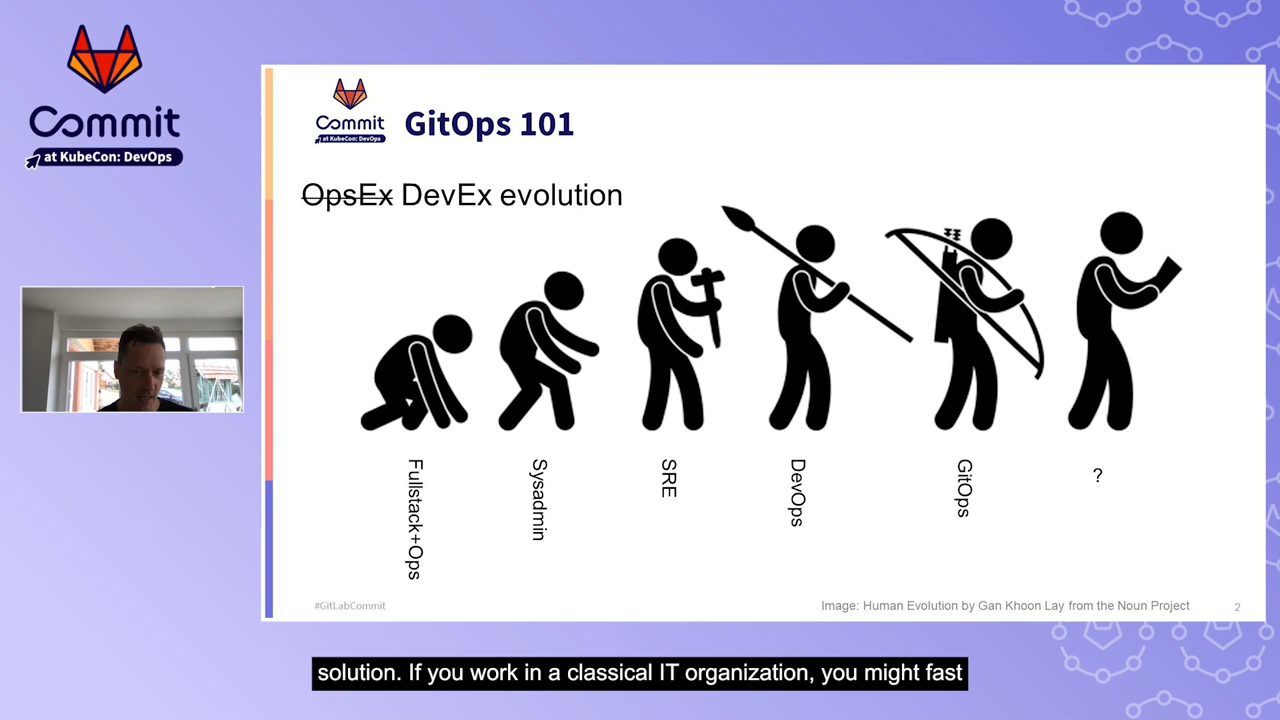 Commit
at KubeCon: DevOps
Commit
at KubeCon: DevOps
GitOps 101
OpsEx DevEx evolution
Fullstack+Ops
Sysadmin
SRE
DevOps
GitOps
?
#GitLabCommit
Image: Human Evolution by Gan Khoon Lay from the Noun Project
2
solution. If you work in a classical IT organization, you might fast